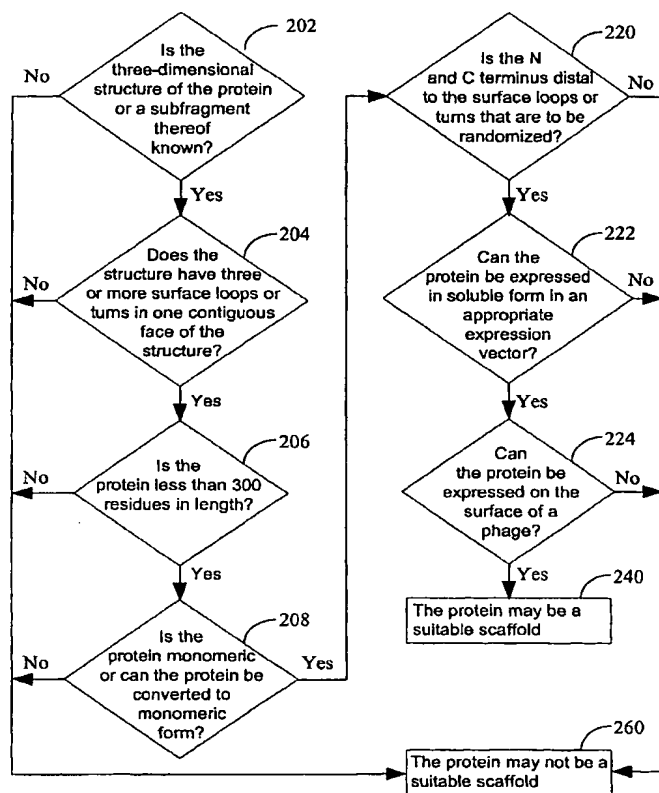 202
Is the
three-dimensional
structure of the protein
or a subfragment
thereof
known?
No
Yes
204
Does the
structure have three
or more surface loops or
turns in one contiguous
face of the
structure?
No
Yes
206
Is the
protein less than 300
residues in length?
No
Yes
208
Is the
protein monomeric
or can the protein be
converted to
monomeric
form?
No
Yes
220
Is the N
and C terminus distal
to the surface loops or
turns that are to be
randomized?
No
Yes
222
Can the
protein be expressed
in soluble form in an
appropriate
expression
vector?
No
Yes
224
Can
the protein be
expressed on the
surface of a
phage?
No
Yes
240
The protein may be a
suitable scaffold
260
The protein may not be a
suitable scaffold